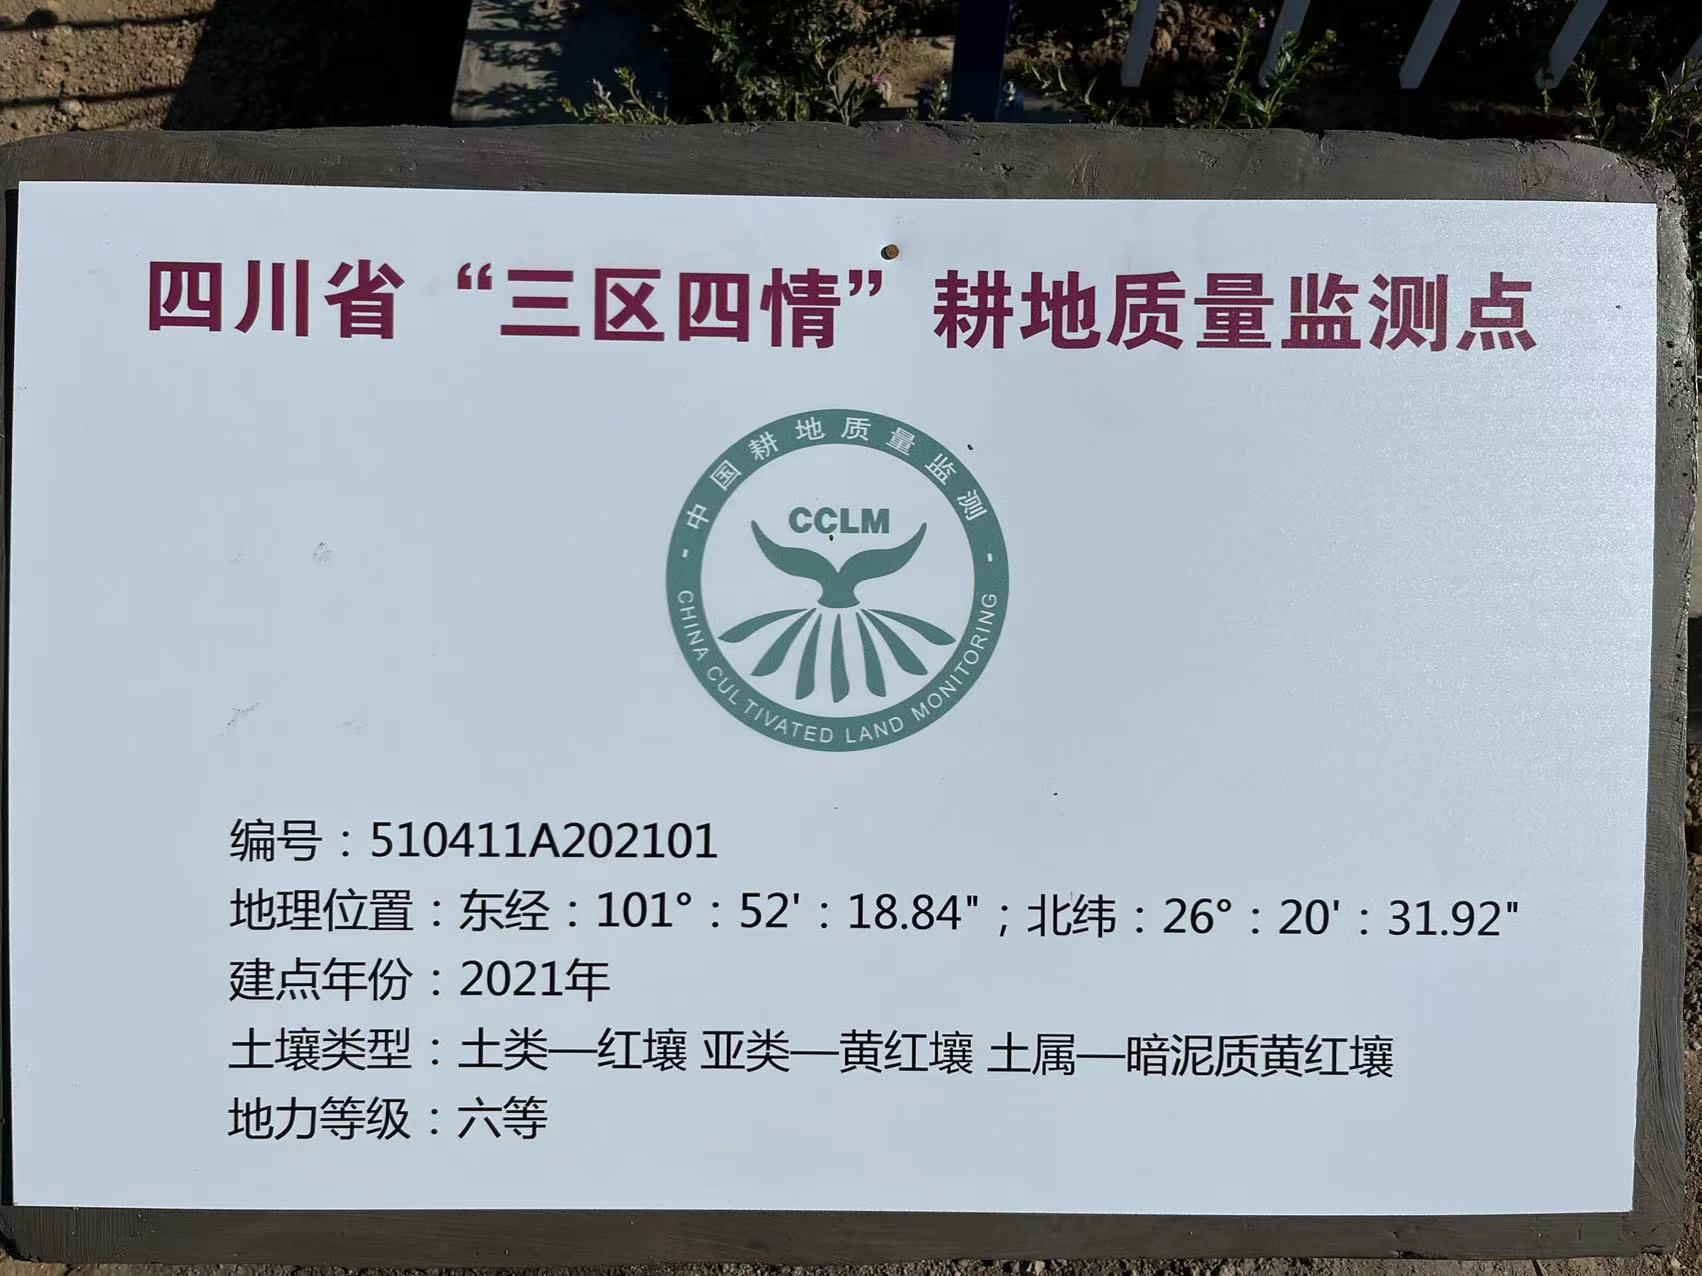 四川省“三区四情”耕地质量监测点
中国耕地质量监测
CCLM
CHINA CULTIVATED LAND MONITORING
编号：510411A202101
地理位置：东经：101°：52'：18.84"；北纬：26°：20'：31.92"
建点年份：2021年
土壤类型：土类—红壤 亚类—黄红壤 土属—暗泥质黄红壤
地力等级：六等